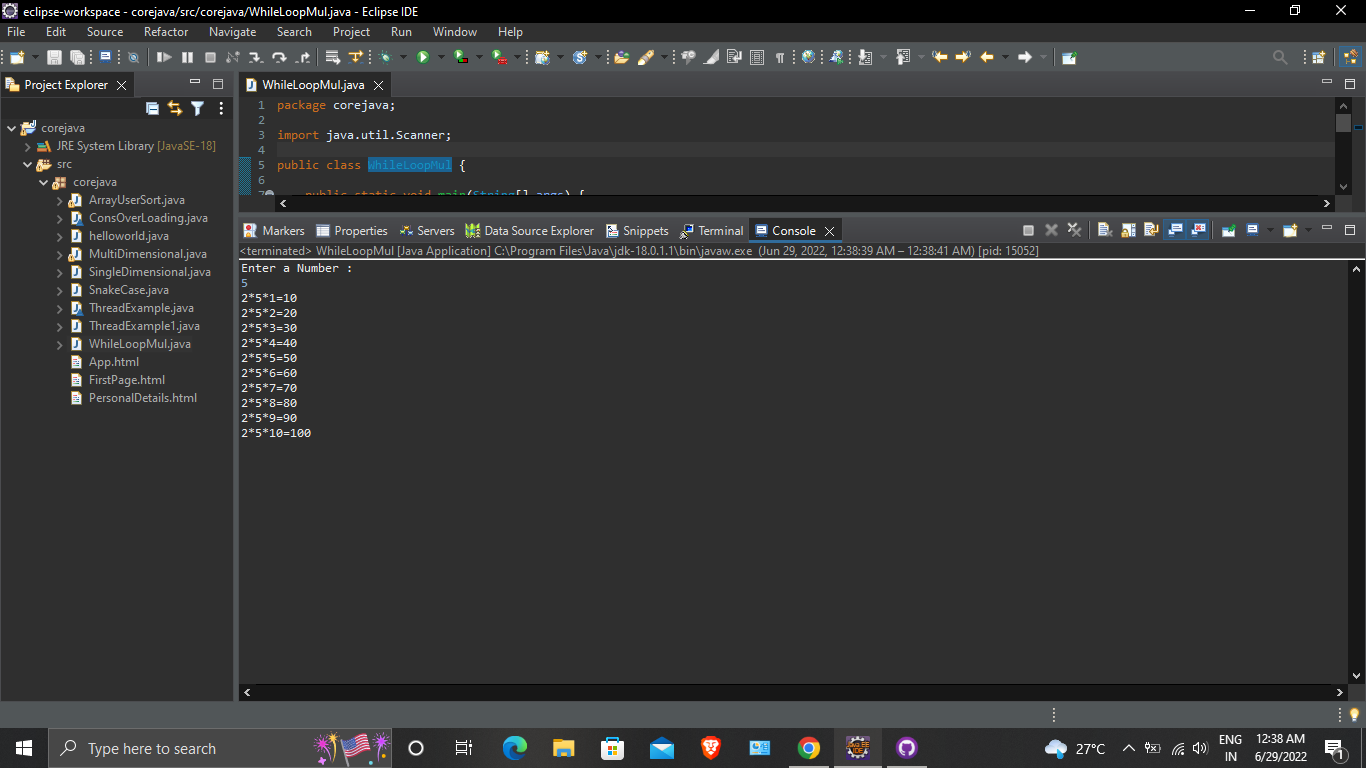 eclipse-workspace - corejava/src/corejava/WhileLoopMul.java - Eclipse IDE
File Edit Source Refactor Navigate Search Project Run Window Help
Project Explorer
corejava
JRE System Library [JavaSE-18]
src
corejava
ArrayUserSort.java
ConsOverLoading.java
helloworld.java
MultiDimensional.java
SingleDimensional.java
SnakeCase.java
ThreadExample.java
ThreadExample1.java
WhileLoopMul.java
App.html
FirstPage.html
PersonalDetails.html
WhileLoopMul.java
1 package corejava;
2
3 import java.util.Scanner;
4
5 public class WhileLoopMul {
6
7 public static void main(String[] args) {
Markers Properties Servers Data Source Explorer Snippets Terminal Console
<terminated> WhileLoopMul [Java Application] C:\Program Files\Java\jdk-18.0.1.1\bin\javaw.exe (Jun 29, 2022, 12:38:39 AM – 12:38:41 AM) [pid: 15052]
Enter a Number :
5
2*5*1=10
2*5*2=20
2*5*3=30
2*5*4=40
2*5*5=50
2*5*6=60
2*5*7=70
2*5*8=80
2*5*9=90
2*5*10=100
Type here to search
27°C
ENG
IN
12:38 AM
6/29/2022
1